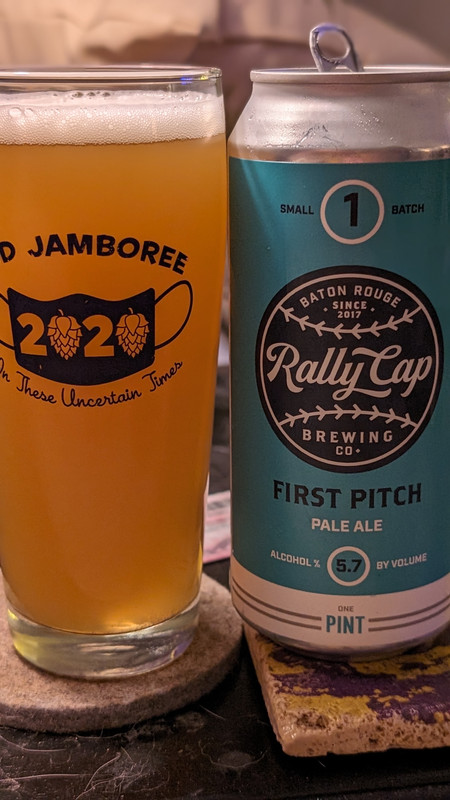 D JAMBOREE
2020
In These Uncertain Times
SMALL 1 BATCH
BATON ROUGE
• SINCE •
2017
Rally Cap
BREWING
CO•
FIRST PITCH
PALE ALE
ALCOHOL % 5.7 BY VOLUME
ONE
PINT